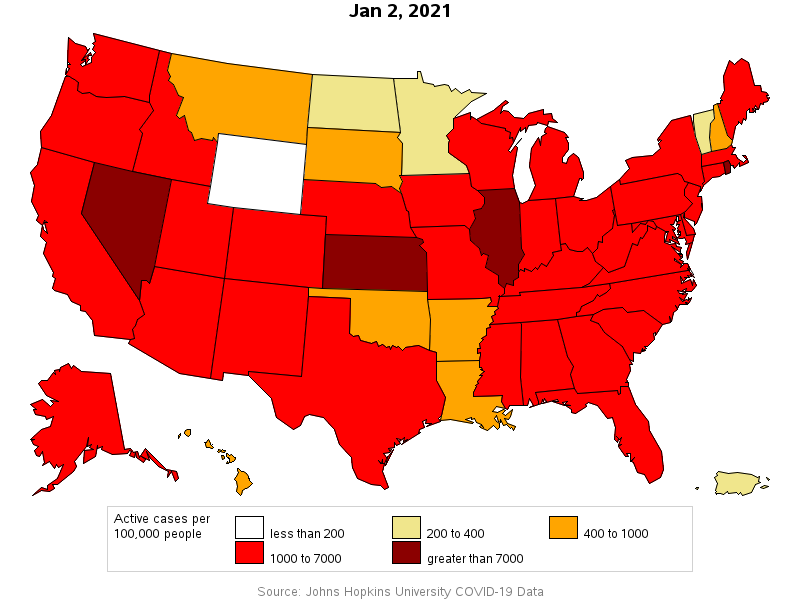 Jan 2, 2021
Active cases per
100,000 people
less than 200
200 to 400
400 to 1000
1000 to 7000
greater than 7000
Source: Johns Hopkins University COVID-19 Data